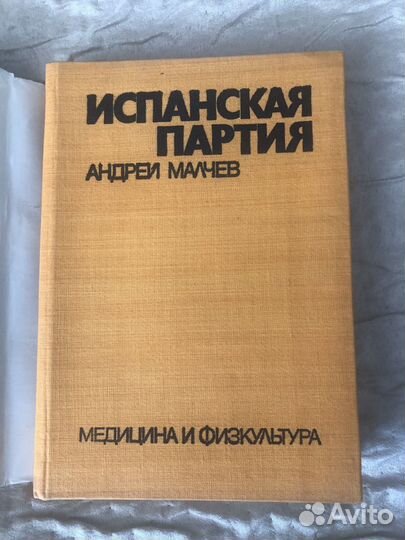 ИСПАНСКАЯ
ПАРТИЯ
АНДРЕЙ МАЛЧЕВ
МЕДИЦИНА И ФИЗКУЛЬТУРА
Avito